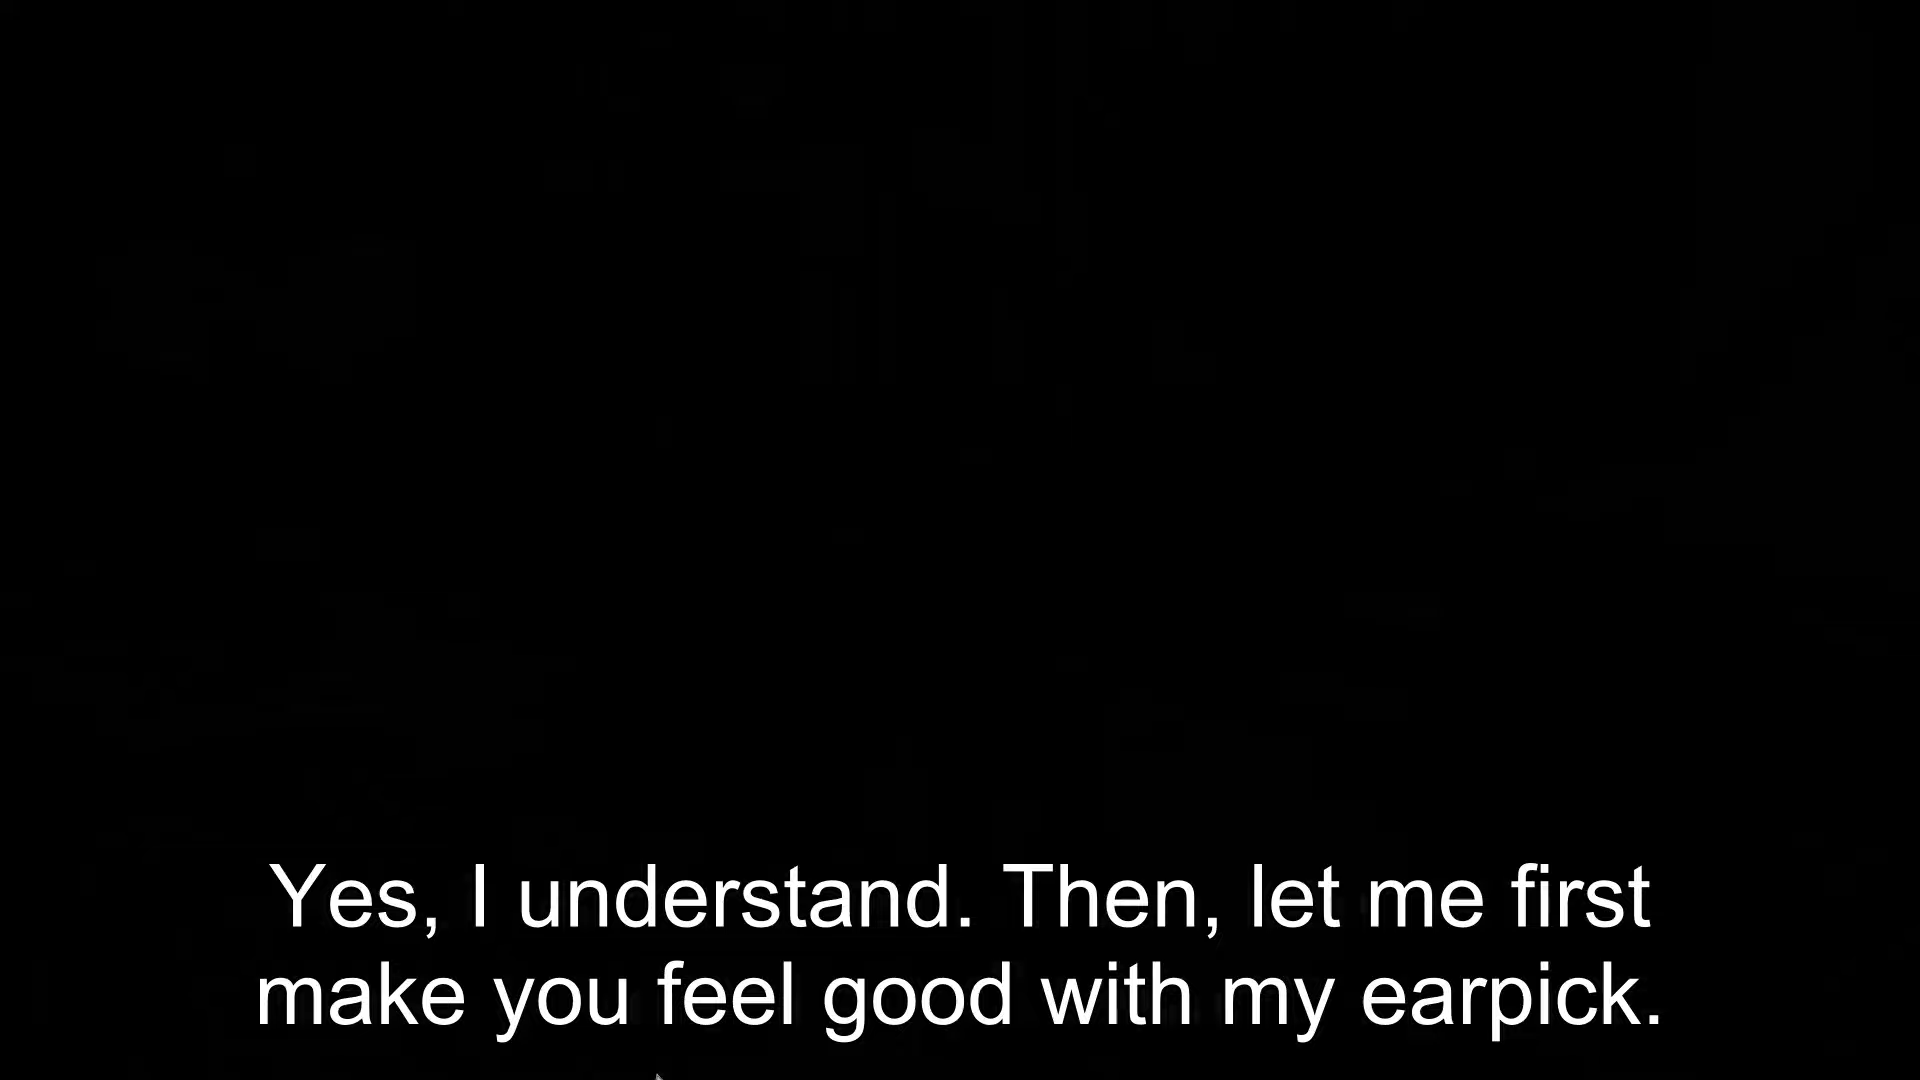 Yes, I understand. Then, let me first
make you feel good with my earpick.